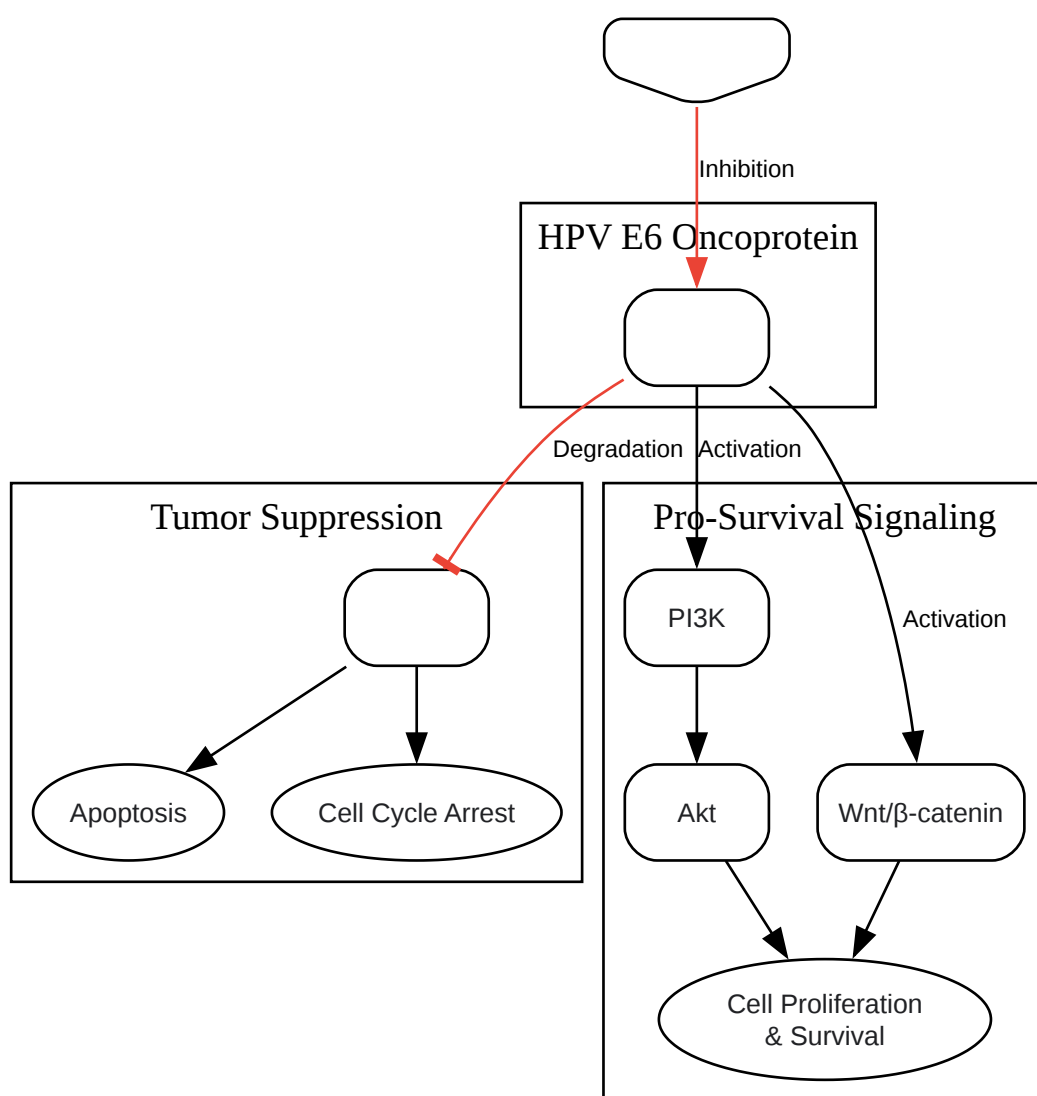 Inhibition
HPV E6 Oncoprotein
Degradation
Activation
Tumor Suppression
Pro-Survival Signaling
PI3K
Activation
Apoptosis
Cell Cycle Arrest
Akt
Wnt/β-catenin
Cell Proliferation
& Survival